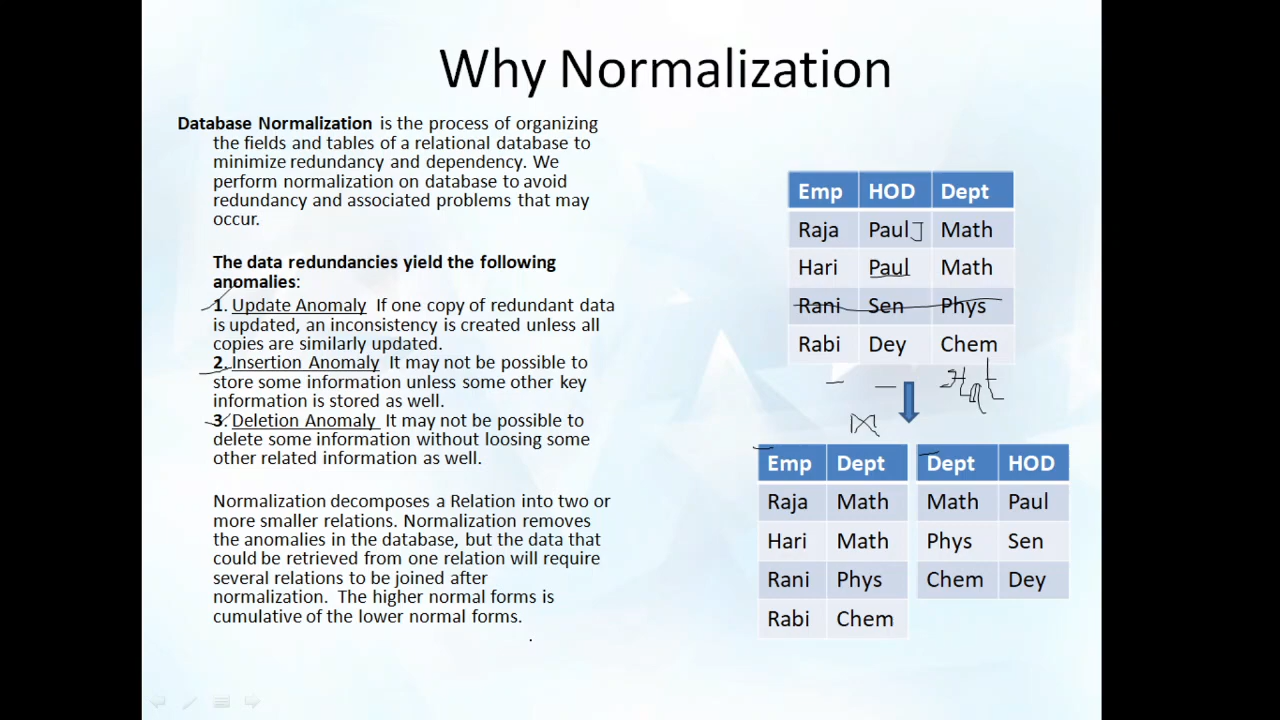 Why Normalization
Database Normalization is the process of organizing
the fields and tables of a relational database to
minimize redundancy and dependency. We
perform normalization on database to avoid
redundancy and associated problems that may
occur.
The data redundancies yield the following
anomalies:
1. Update Anomaly If one copy of redundant data
is updated, an inconsistency is created unless all
copies are similarly updated.
2. Insertion Anomaly It may not be possible to
store some information unless some other key
information is stored as well.
3. Deletion Anomaly It may not be possible to
delete some information without loosing some
other related information as well.
Normalization decomposes a Relation into two or
more smaller relations. Normalization removes
the anomalies in the database, but the data that
could be retrieved from one relation will require
several relations to be joined after
normalization. The higher normal forms is
cumulative of the lower normal forms.
Emp HOD Dept
Raja Paul Math
Hari Paul Math
Rani Sen Phys
Rabi Dey Chem
Emp Dept
Raja Math
Hari Math
Rani Phys
Rabi Chem
Dept HOD
Math Paul
Phys Sen
Chem Dey